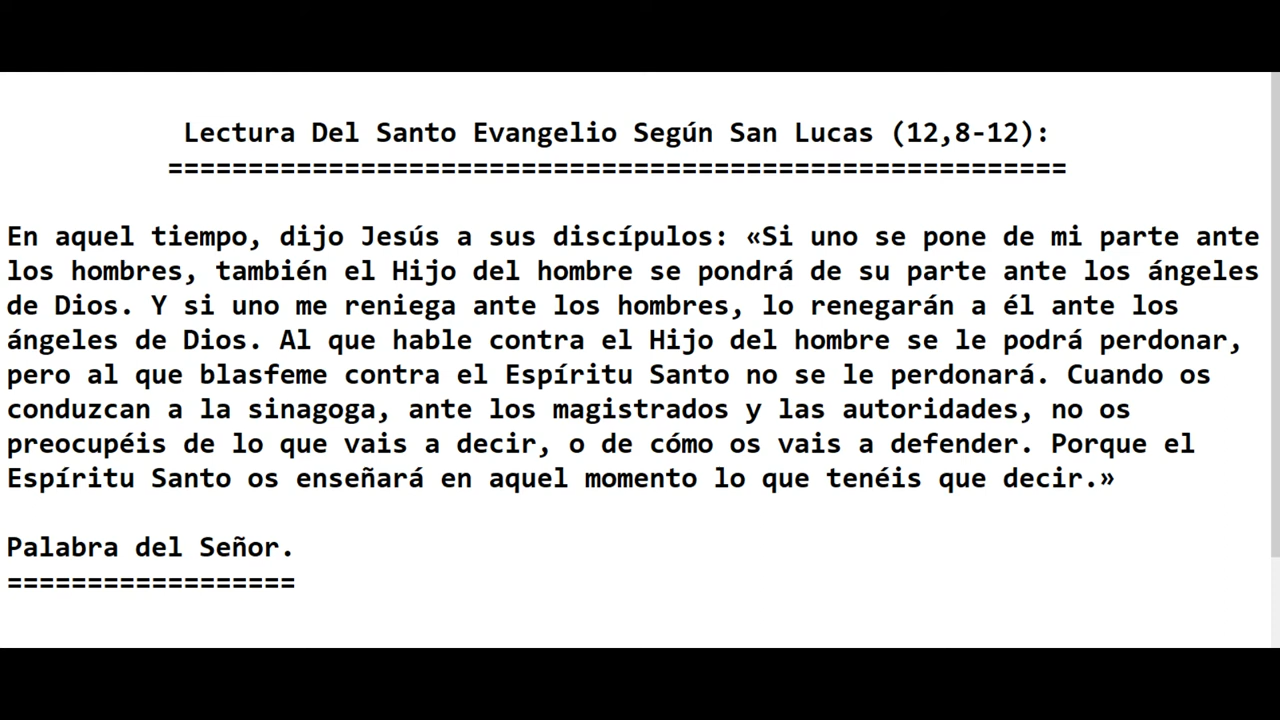 Lectura Del Santo Evangelio Según San Lucas (12,8-12):
========================================================
En aquel tiempo, dijo Jesús a sus discípulos: «Si uno se pone de mi parte ante
los hombres, también el Hijo del hombre se pondrá de su parte ante los ángeles
de Dios. Y si uno me reniega ante los hombres, lo renegarán a él ante los
ángeles de Dios. Al que hable contra el Hijo del hombre se le podrá perdonar,
pero al que blasfeme contra el Espíritu Santo no se le perdonará. Cuando os
conduzcan a la sinagoga, ante los magistrados y las autoridades, no os
preocupéis de lo que vais a decir, o de cómo os vais a defender. Porque el
Espíritu Santo os enseñará en aquel momento lo que tenéis que decir.»
Palabra del Señor.
==================